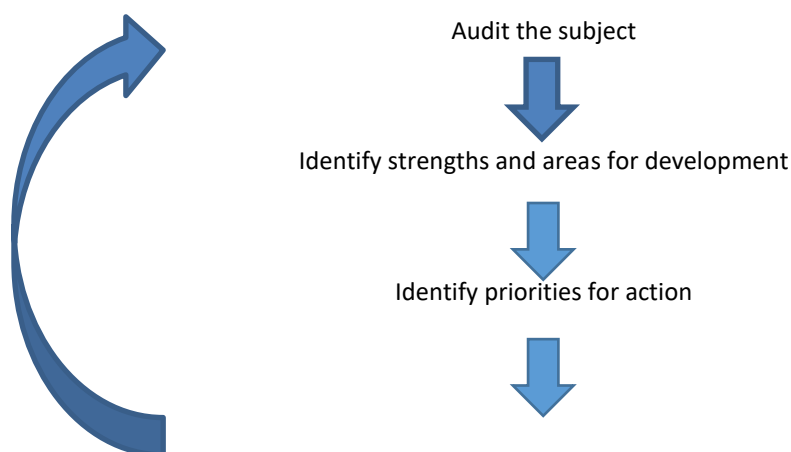 Audit the subject
Identify strengths and areas for development
Identify priorities for action